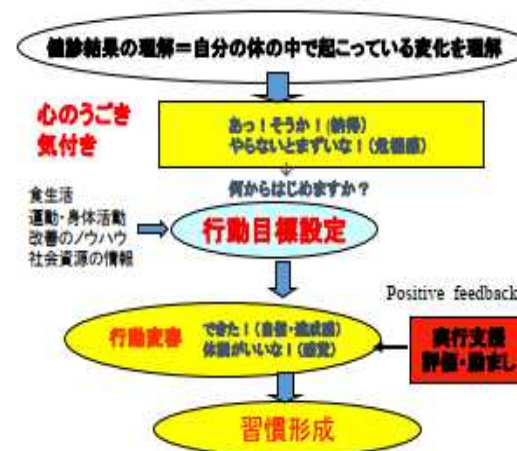 健診結果の理解＝自分の体の中で起こっている変化を理解
心のうごき
気付き
あっ！そうか！(納得)
やらないとまずいな！(危機感)
何からはじめますか？
食生活
運動・身体活動
改善のノウハウ
社会資源の情報
行動目標設定
Positive feedback
行動変容
できた！(自信・達成感)
体調がいいな！(感覚)
実行支援
評価・励まし
習慣形成